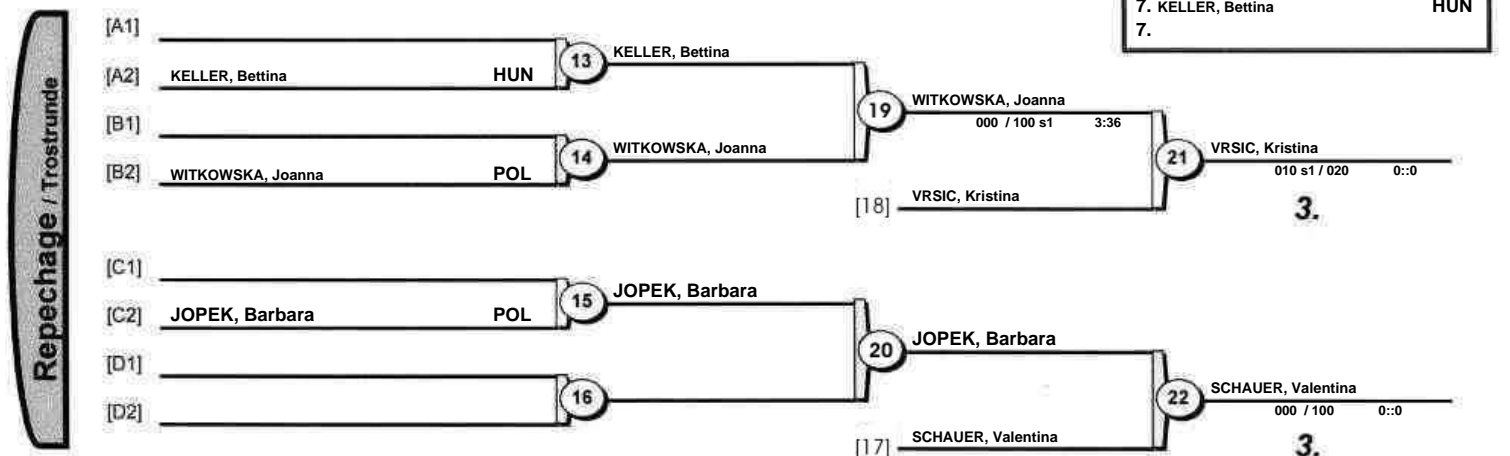 7. KELLER, Bettina HUN
7.
Repechage / Trostrunde
[A1]
[A2] KELLER, Bettina HUN
13 KELLER, Bettina
[B1]
[B2] WITKOWSKA, Joanna POL
14 WITKOWSKA, Joanna
19 WITKOWSKA, Joanna
000 / 100 s1 3:36
[18] VRSIC, Kristina
21 VRSIC, Kristina
010 s1 / 020 0::0
3.
[C1]
[C2] JOPEK, Barbara POL
15 JOPEK, Barbara
[D1]
[D2]
16
20 JOPEK, Barbara
[17] SCHAUER, Valentina
22 SCHAUER, Valentina
000 / 100 0::0
3.